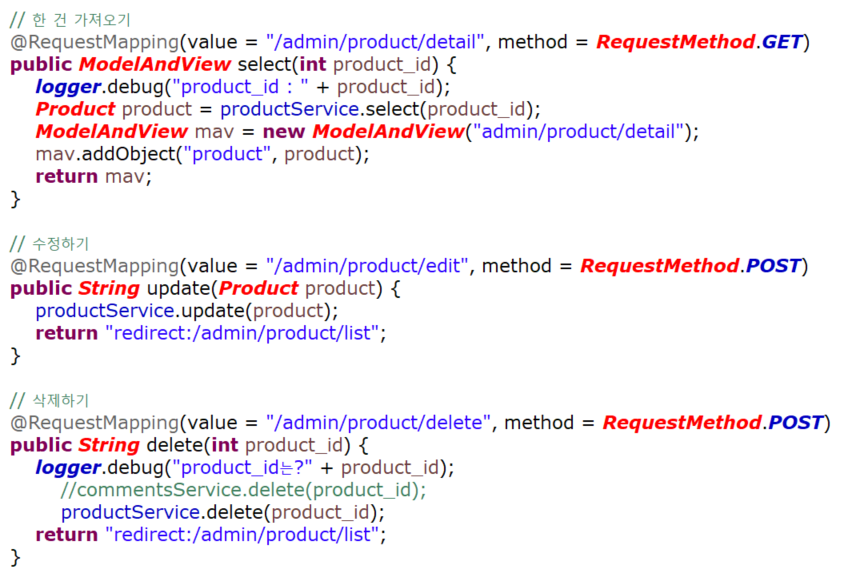 // 한 건 가져오기
@RequestMapping(value = "/admin/product/detail", method = RequestMethod.GET)
public ModelAndView select(int product_id) {
    logger.debug("product_id : " + product_id);
    Product product = productService.select(product_id);
    ModelAndView mav = new ModelAndView("admin/product/detail");
    mav.addObject("product", product);
    return mav;
}

// 수정하기
@RequestMapping(value = "/admin/product/edit", method = RequestMethod.POST)
public String update(Product product) {
    productService.update(product);
    return "redirect:/admin/product/list";
}

// 삭제하기
@RequestMapping(value = "/admin/product/delete", method = RequestMethod.POST)
public String delete(int product_id) {
    logger.debug("product_id는?" + product_id);
        //commentsService.delete(product_id);
        productService.delete(product_id);
    return "redirect:/admin/product/list";
}